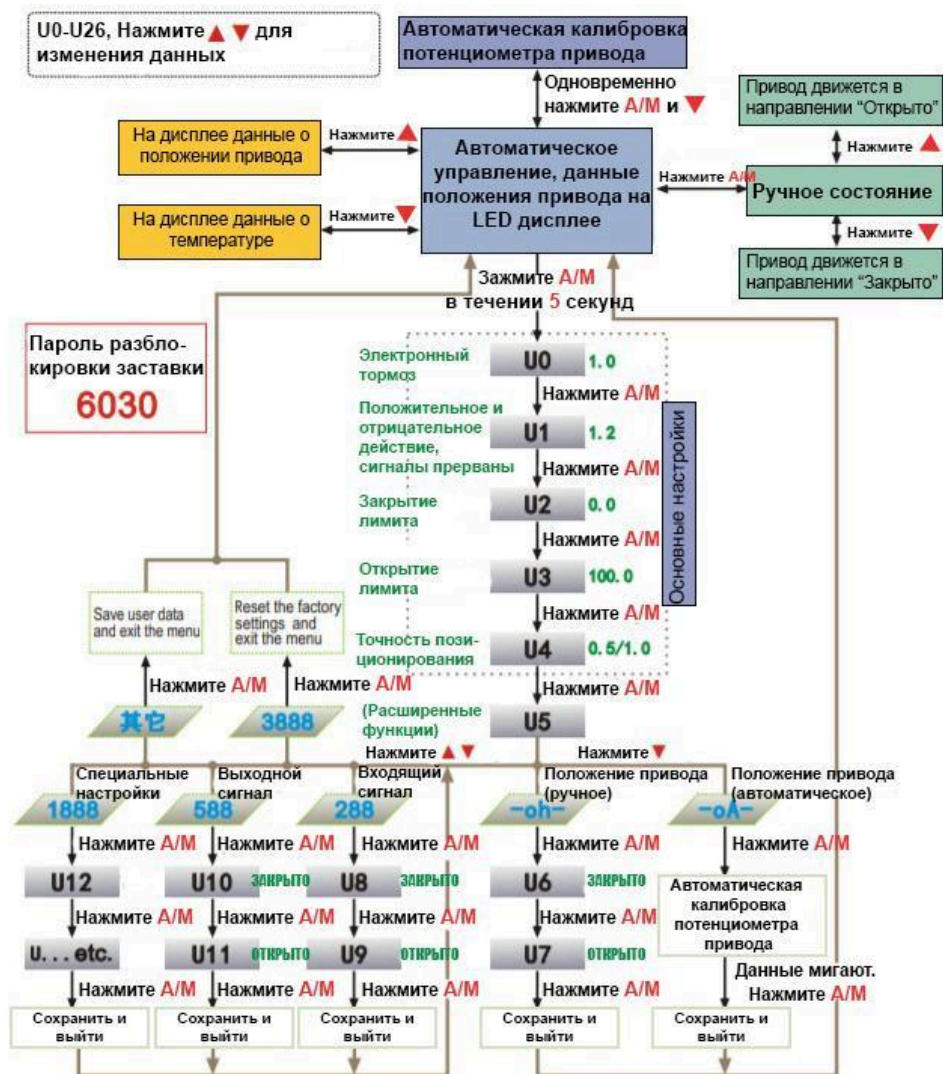 U0-U26, Нажмите ▲ ▼ для
изменения данных
Автоматическая калибровка
потенциометра привода
Одновременно
нажмите A/M и ▼
Привод движется в
направлении “Открыто”
Нажмите ▲
На дисплее данные о
положении привода
Нажмите ▲
Автоматическое
управление, данные
положения привода на
LED дисплее
Нажмите A/M
Ручное состояние
На дисплее данные о
температуре
Нажмите ▼
Нажмите ▼
Привод движется в
направлении “Закрыто”
Зажмите A/M
в течении 5 секунд
Пароль разбло-
кировки заставки
6030
Электронный
тормоз
U0
1.0
Нажмите A/M
Положительное и
отрицательное
действие,
сигналы прерваны
U1
1.2
Нажмите A/M
Закрытие
лимита
U2
0.0
Нажмите A/M
Открытие
лимита
U3
100.0
Нажмите A/M
Точность пози-
ционирования
U4
0.5/1.0
Основные настройки
Нажмите A/M
Save user data
and exit the menu
Reset the factory
settings and
exit the menu
Нажмите A/M
Нажмите A/M
其它
3888
(Расширенные
функции)
U5
Нажмите ▲ ▼
Нажмите ▼
Специальные
настройки
1888
Выходной
сигнал
588
Входящий
сигнал
288
Положение привода
(ручное)
-oh-
Положение привода
(автоматическое)
-oA-
Нажмите A/M
Нажмите A/M
Нажмите A/M
Нажмите A/M
Нажмите A/M
U12
U10
ЗАКРЫТО
U8
ЗАКРЫТО
U6
ЗАКРЫТО
Автоматическая
калибровка
потенциометра
привода
Нажмите A/M
Нажмите A/M
Нажмите A/M
Нажмите A/M
U...etc.
U11
ОТКРЫТО
U9
ОТКРЫТО
U7
ОТКРЫТО
Данные мигают.
Нажмите A/M
Нажмите A/M
Нажмите A/M
Нажмите A/M
Нажмите A/M
Сохранить и
выйти
Сохранить и
выйти
Сохранить и
выйти
Сохранить и
выйти
Сохранить и
выйти